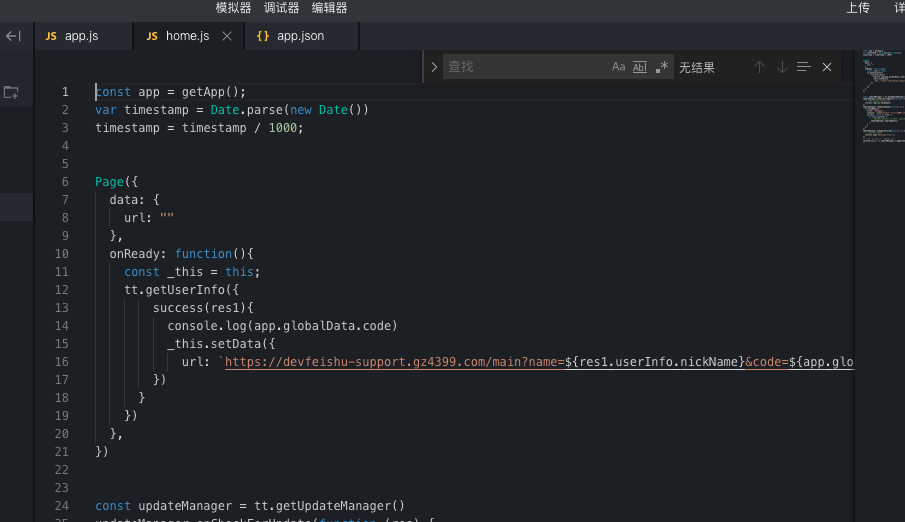 模拟器 调试器 编辑器 上传 详
JS app.js JS home.js {} app.json
查找 Aa Abl .* 无结果
1 const app = getApp();
2 var timestamp = Date.parse(new Date())
3 timestamp = timestamp / 1000;
4
5
6 Page({
7 data: {
8 url: ""
9 },
10 onReady: function(){
11 const _this = this;
12 tt.getUserInfo({
13 success(res1){
14 console.log(app.globalData.code)
15 _this.setData({
16 url: `https://devfeishu-support.gz4399.com/main?name=${res1.userInfo.nickName}&code=${app.glo
17 })
18 }
19 })
20 },
21 })
22
23
24 const updateManager = tt.getUpdateManager()
25 updateManager.onCheckForUpdate(function (res) {